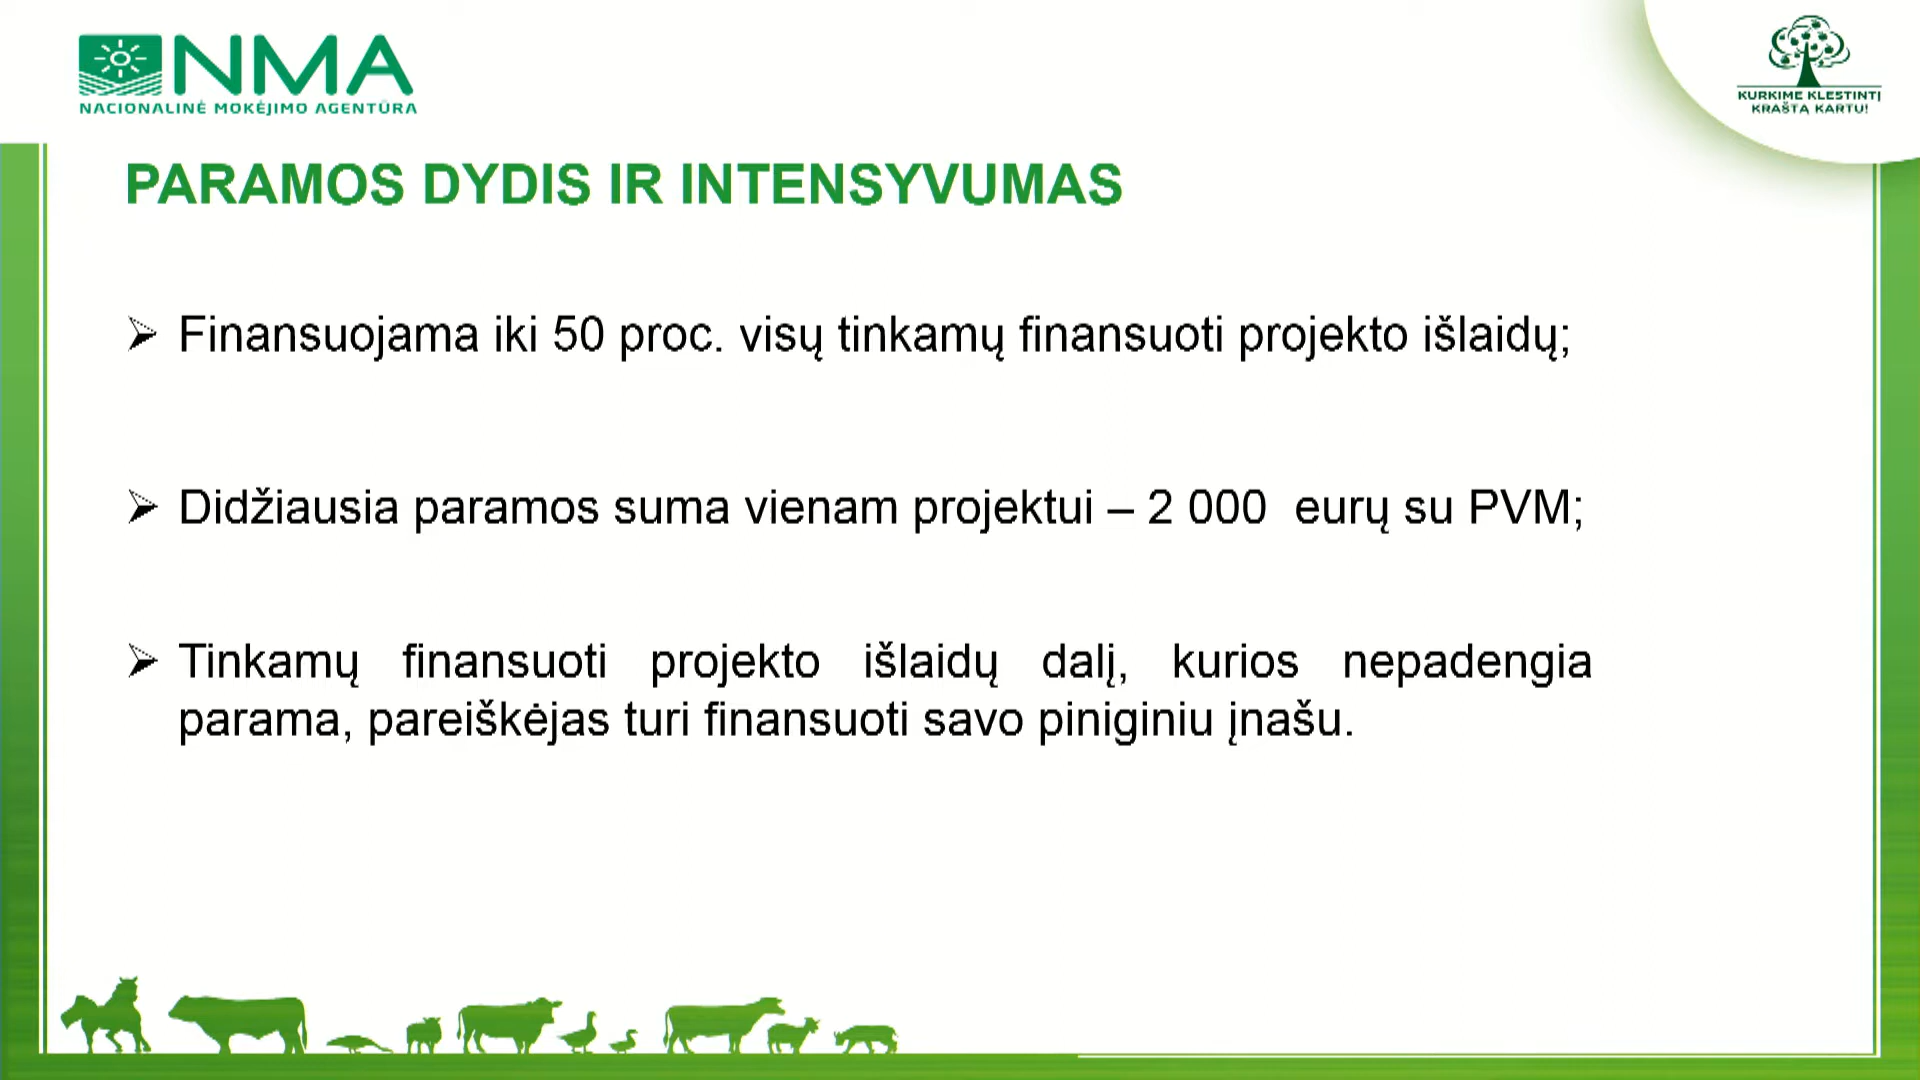 NMA
NACIONALINĖ MOKĖJIMO AGENTŪRA
KURKIME KLESTINTĮ
KRAŠTĄ KARTU!
PARAMOS DYDIS IR INTENSYVUMAS
➢ Finansuojama iki 50 proc. visų tinkamų finansuoti projekto išlaidų;
➢ Didžiausia paramos suma vienam projektui – 2 000 eurų su PVM;
➢ Tinkamų finansuoti projekto išlaidų dalį, kurios nepadengia
parama, pareiškėjas turi finansuoti savo piniginiu įnašu.